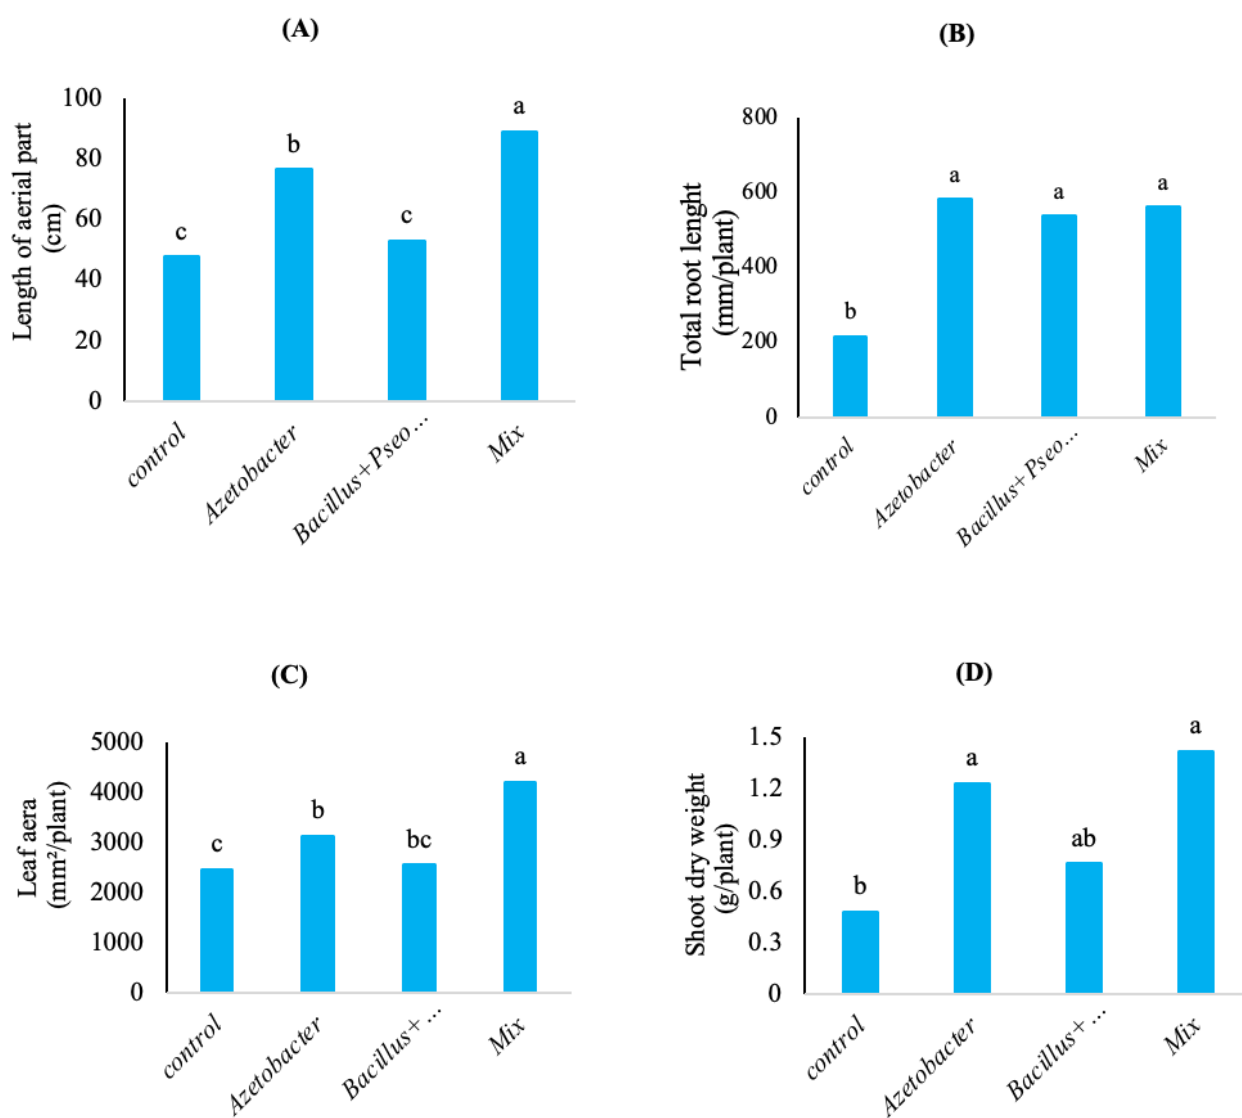 (A)
Length of aerial part
(cm)
100
80
60
40
20
0
c
b
c
a
control
Azetobacter
Bacillus+Pseo...
Mix
(B)
Total root lenght
(mm/plant)
800
600
400
200
0
b
a
a
a
control
Azetobacter
Bacillus+Pseo...
Mix
(C)
Leaf aera
(mm²/plant)
5000
4000
3000
2000
1000
0
c
b
bc
a
control
Azetobacter
Bacillus+...
Mix
(D)
Shoot dry weight
(g/plant)
1.5
1.2
0.9
0.6
0.3
0
b
a
ab
a
control
Azetobacter
Bacillus+...
Mix